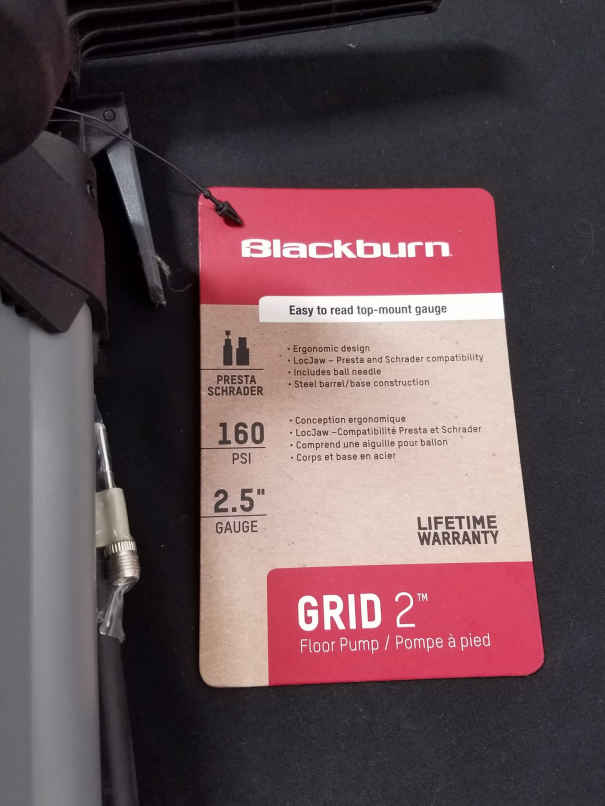 Blackburn
Easy to read top-mount gauge
PRESTA
SCHRADER
• Ergonomic design
• LocJaw – Presta and Schrader compatibility
• Includes ball needle
• Steel barrel/base construction
160
PSI
• Conception ergonomique
• LocJaw –Compatibilité Presta et Schrader
• Comprend une aiguille pour ballon
• Corps et base en acier
2.5"
GAUGE
LIFETIME
WARRANTY
GRID 2™
Floor Pump / Pompe à pied